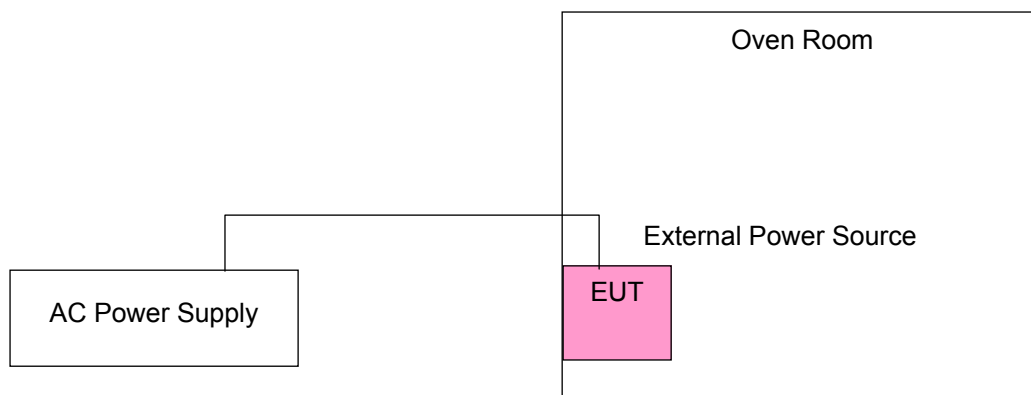 Oven Room
External Power Source
EUT
AC Power Supply